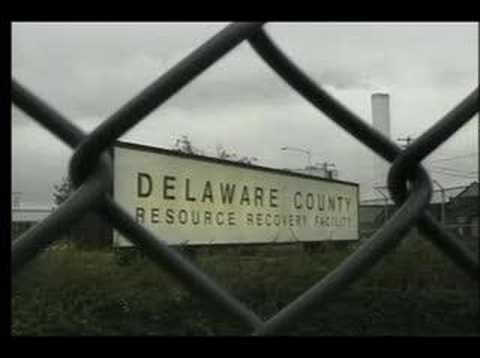 DELAWARE COUNTY
RESOURCE RECOVERY FACILITY